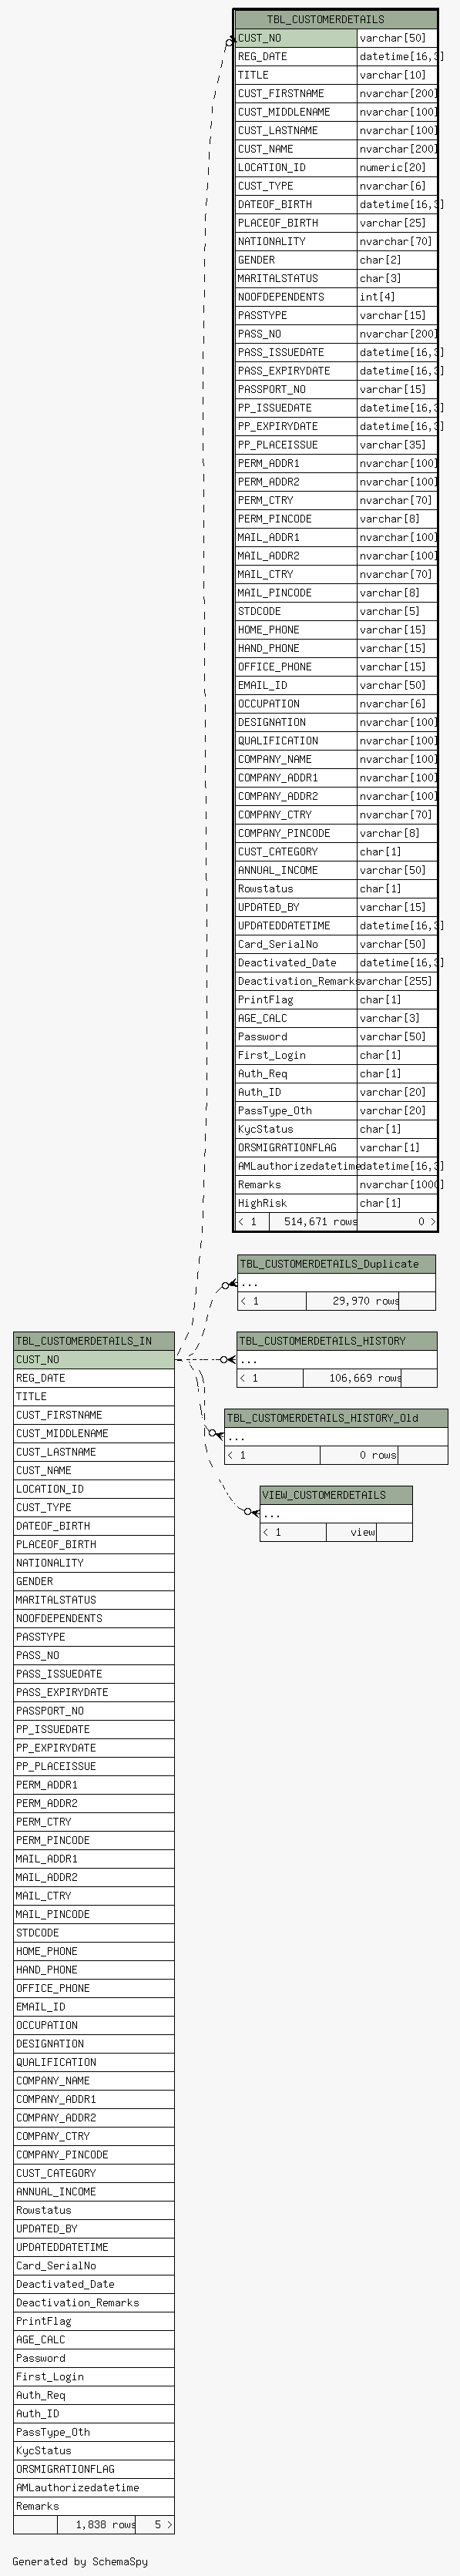 TBL_CUSTOMERDETAILS
CUST_NO varchar[50]
REG_DATE datetime[16,3]
TITLE varchar[10]
CUST_FIRSTNAME nvarchar[200]
CUST_MIDDLENAME nvarchar[100]
CUST_LASTNAME nvarchar[100]
CUST_NAME nvarchar[200]
LOCATION_ID numeric[20]
CUST_TYPE nvarchar[6]
DATEOF_BIRTH datetime[16,3]
PLACEOF_BIRTH varchar[25]
NATIONALITY nvarchar[70]
GENDER char[2]
MARITALSTATUS char[3]
NOOFDEPENDENTS int[4]
PASSTYPE varchar[15]
PASS_NO nvarchar[200]
PASS_ISSUEDATE datetime[16,3]
PASS_EXPIRYDATE datetime[16,3]
PASSPORT_NO varchar[15]
PP_ISSUEDATE datetime[16,3]
PP_EXPIRYDATE datetime[16,3]
PP_PLACEISSUE varchar[35]
PERM_ADDR1 nvarchar[100]
PERM_ADDR2 nvarchar[100]
PERM_CTRY nvarchar[70]
PERM_PINCODE varchar[8]
MAIL_ADDR1 nvarchar[100]
MAIL_ADDR2 nvarchar[100]
MAIL_CTRY nvarchar[70]
MAIL_PINCODE varchar[8]
STDCODE varchar[5]
HOME_PHONE varchar[15]
HAND_PHONE varchar[15]
OFFICE_PHONE varchar[15]
EMAIL_ID varchar[50]
OCCUPATION nvarchar[6]
DESIGNATION nvarchar[100]
QUALIFICATION nvarchar[100]
COMPANY_NAME nvarchar[100]
COMPANY_ADDR1 nvarchar[100]
COMPANY_ADDR2 nvarchar[100]
COMPANY_CTRY nvarchar[70]
COMPANY_PINCODE varchar[8]
CUST_CATEGORY char[1]
ANNUAL_INCOME varchar[50]
Rowstatus char[1]
UPDATED_BY varchar[15]
UPDATEDDATETIME datetime[16,3]
Card_SerialNo varchar[50]
Deactivated_Date datetime[16,3]
Deactivation_Remarks varchar[255]
PrintFlag char[1]
AGE_CALC varchar[3]
Password varchar[50]
First_Login char[1]
Auth_Req char[1]
Auth_ID varchar[20]
PassType_Oth varchar[20]
KycStatus char[1]
ORSMIGRATIONFLAG varchar[1]
AMLauthorizedatetime datetime[16,3]
Remarks nvarchar[1000]
HighRisk char[1]
< 1 514,671 rows 0 >
TBL_CUSTOMERDETAILS_Duplicate
...
< 1 29,970 rows
TBL_CUSTOMERDETAILS_HISTORY
...
< 1 106,669 rows
TBL_CUSTOMERDETAILS_HISTORY_Old
...
< 1 0 rows
VIEW_CUSTOMERDETAILS
...
< 1 view
TBL_CUSTOMERDETAILS_IN
CUST_NO
REG_DATE
TITLE
CUST_FIRSTNAME
CUST_MIDDLENAME
CUST_LASTNAME
CUST_NAME
LOCATION_ID
CUST_TYPE
DATEOF_BIRTH
PLACEOF_BIRTH
NATIONALITY
GENDER
MARITALSTATUS
NOOFDEPENDENTS
PASSTYPE
PASS_NO
PASS_ISSUEDATE
PASS_EXPIRYDATE
PASSPORT_NO
PP_ISSUEDATE
PP_EXPIRYDATE
PP_PLACEISSUE
PERM_ADDR1
PERM_ADDR2
PERM_CTRY
PERM_PINCODE
MAIL_ADDR1
MAIL_ADDR2
MAIL_CTRY
MAIL_PINCODE
STDCODE
HOME_PHONE
HAND_PHONE
OFFICE_PHONE
EMAIL_ID
OCCUPATION
DESIGNATION
QUALIFICATION
COMPANY_NAME
COMPANY_ADDR1
COMPANY_ADDR2
COMPANY_CTRY
COMPANY_PINCODE
CUST_CATEGORY
ANNUAL_INCOME
Rowstatus
UPDATED_BY
UPDATEDDATETIME
Card_SerialNo
Deactivated_Date
Deactivation_Remarks
PrintFlag
AGE_CALC
Password
First_Login
Auth_Req
Auth_ID
PassType_Oth
KycStatus
ORSMIGRATIONFLAG
AMLauthorizedatetime
Remarks
1,838 rows 5 >
Generated by SchemaSpy